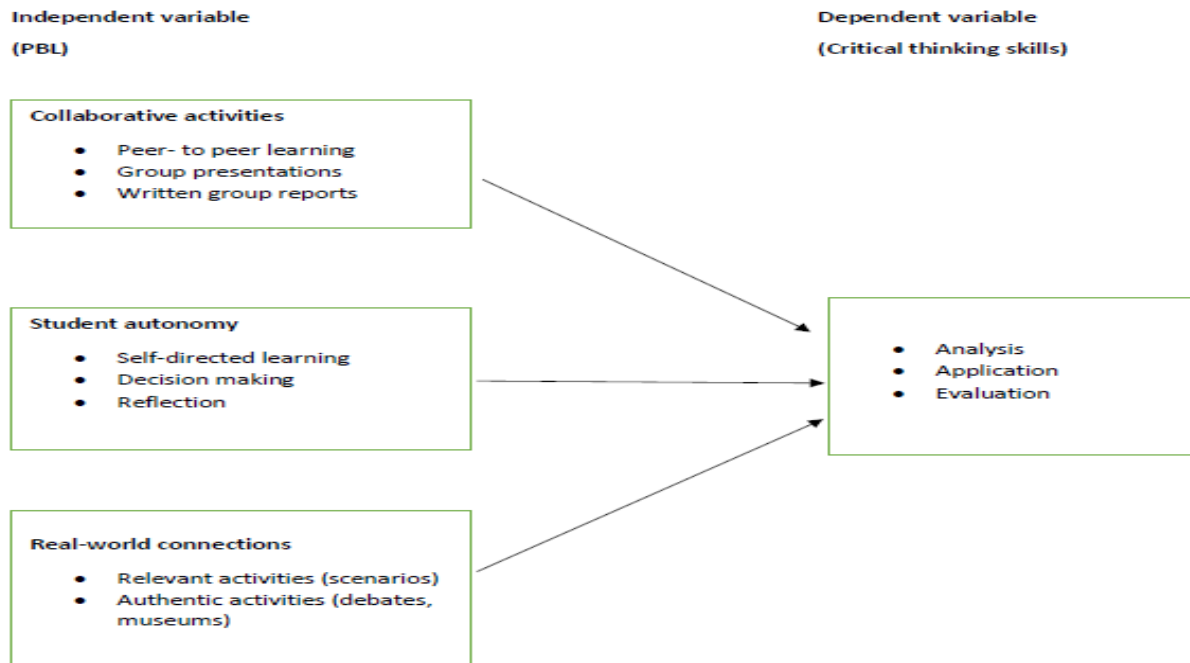 Independent variable
(PBL)
Dependent variable
(Critical thinking skills)
Collaborative activities
• Peer- to peer learning
• Group presentations
• Written group reports
Student autonomy
• Self-directed learning
• Decision making
• Reflection
• Analysis
• Application
• Evaluation
Real-world connections
• Relevant activities (scenarios)
• Authentic activities (debates,
museums)